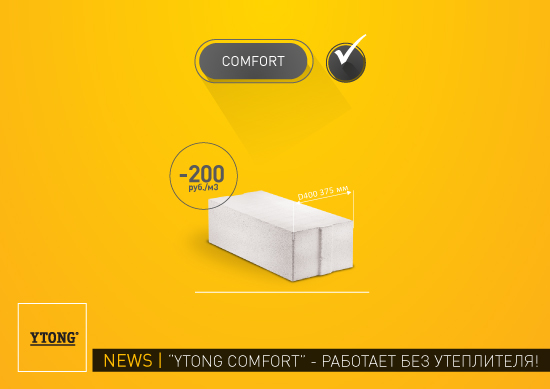 COMFORT
-200
руб./м3
D400 375 мм
YTONG®
NEWS | "YTONG COMFORT" - РАБОТАЕТ БЕЗ УТЕПЛИТЕЛЯ!